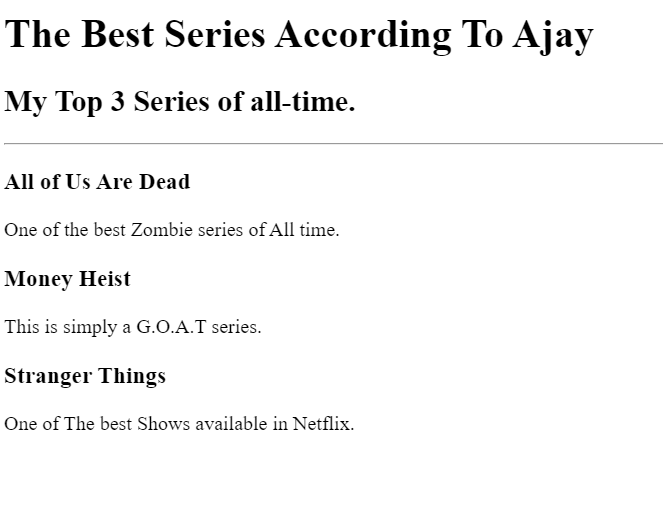 The Best Series According To Ajay
My Top 3 Series of all-time.
All of Us Are Dead
One of the best Zombie series of All time.
Money Heist
This is simply a G.O.A.T series.
Stranger Things
One of The best Shows available in Netflix.